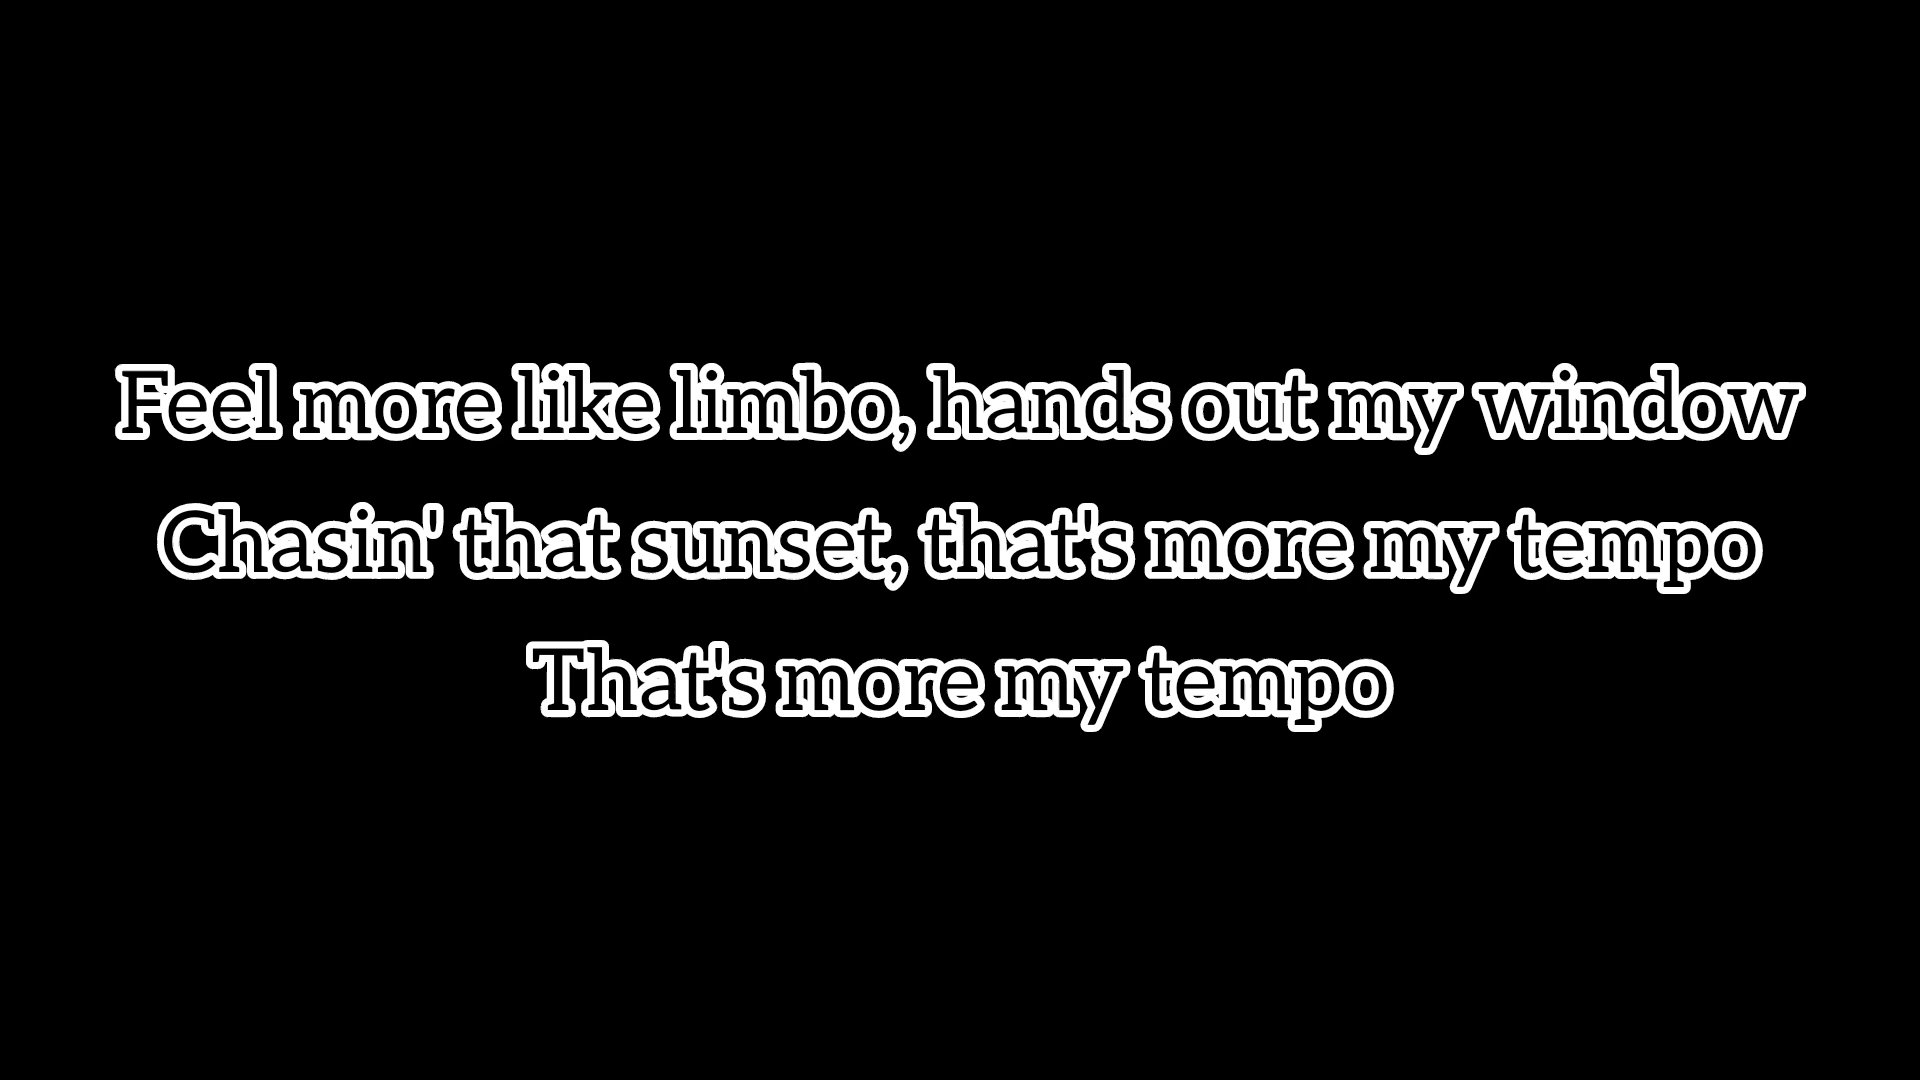 Feel more like limbo, hands out my window
Chasin' that sunset, that's more my tempo
That's more my tempo